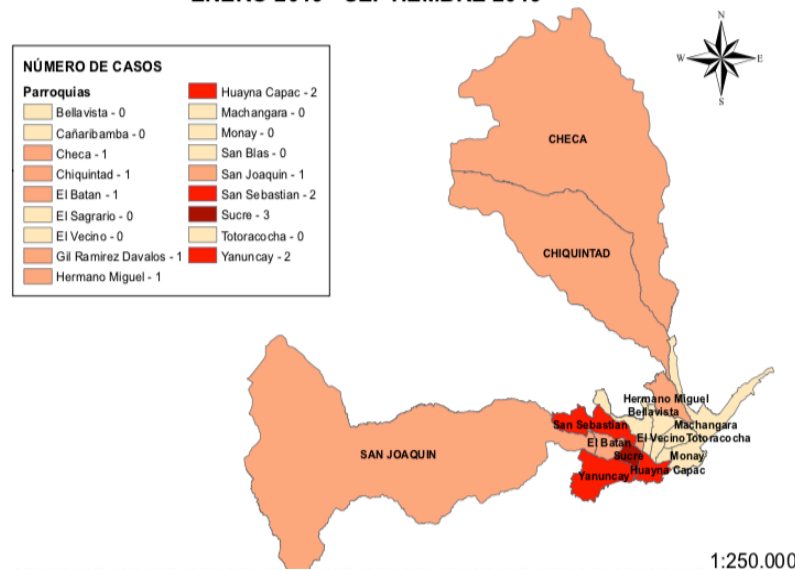 NÚMERO DE CASOS
Parroquias
Bellavista - 0
Cañaribamba - 0
Checa - 1
Chiquintad - 1
El Batan - 1
El Sagrario - 0
El Vecino - 0
Gil Ramirez Davalos - 1
Hermano Miguel - 1
Huayna Capac - 2
Machangara - 0
Monay - 0
San Blas - 0
San Joaquin - 1
San Sebastian - 2
Sucre - 3
Totoracocha - 0
Yanuncay - 2
N
W
E
S
CHECA
CHIQUINTAD
Hermano Miguel
Bellavista
Machangara
San Sebastian
El Vecino
Totoracocha
El Batan
SAN JOAQUIN
Sucre
Monay
Huayna Capac
Yanuncay
1:250.000